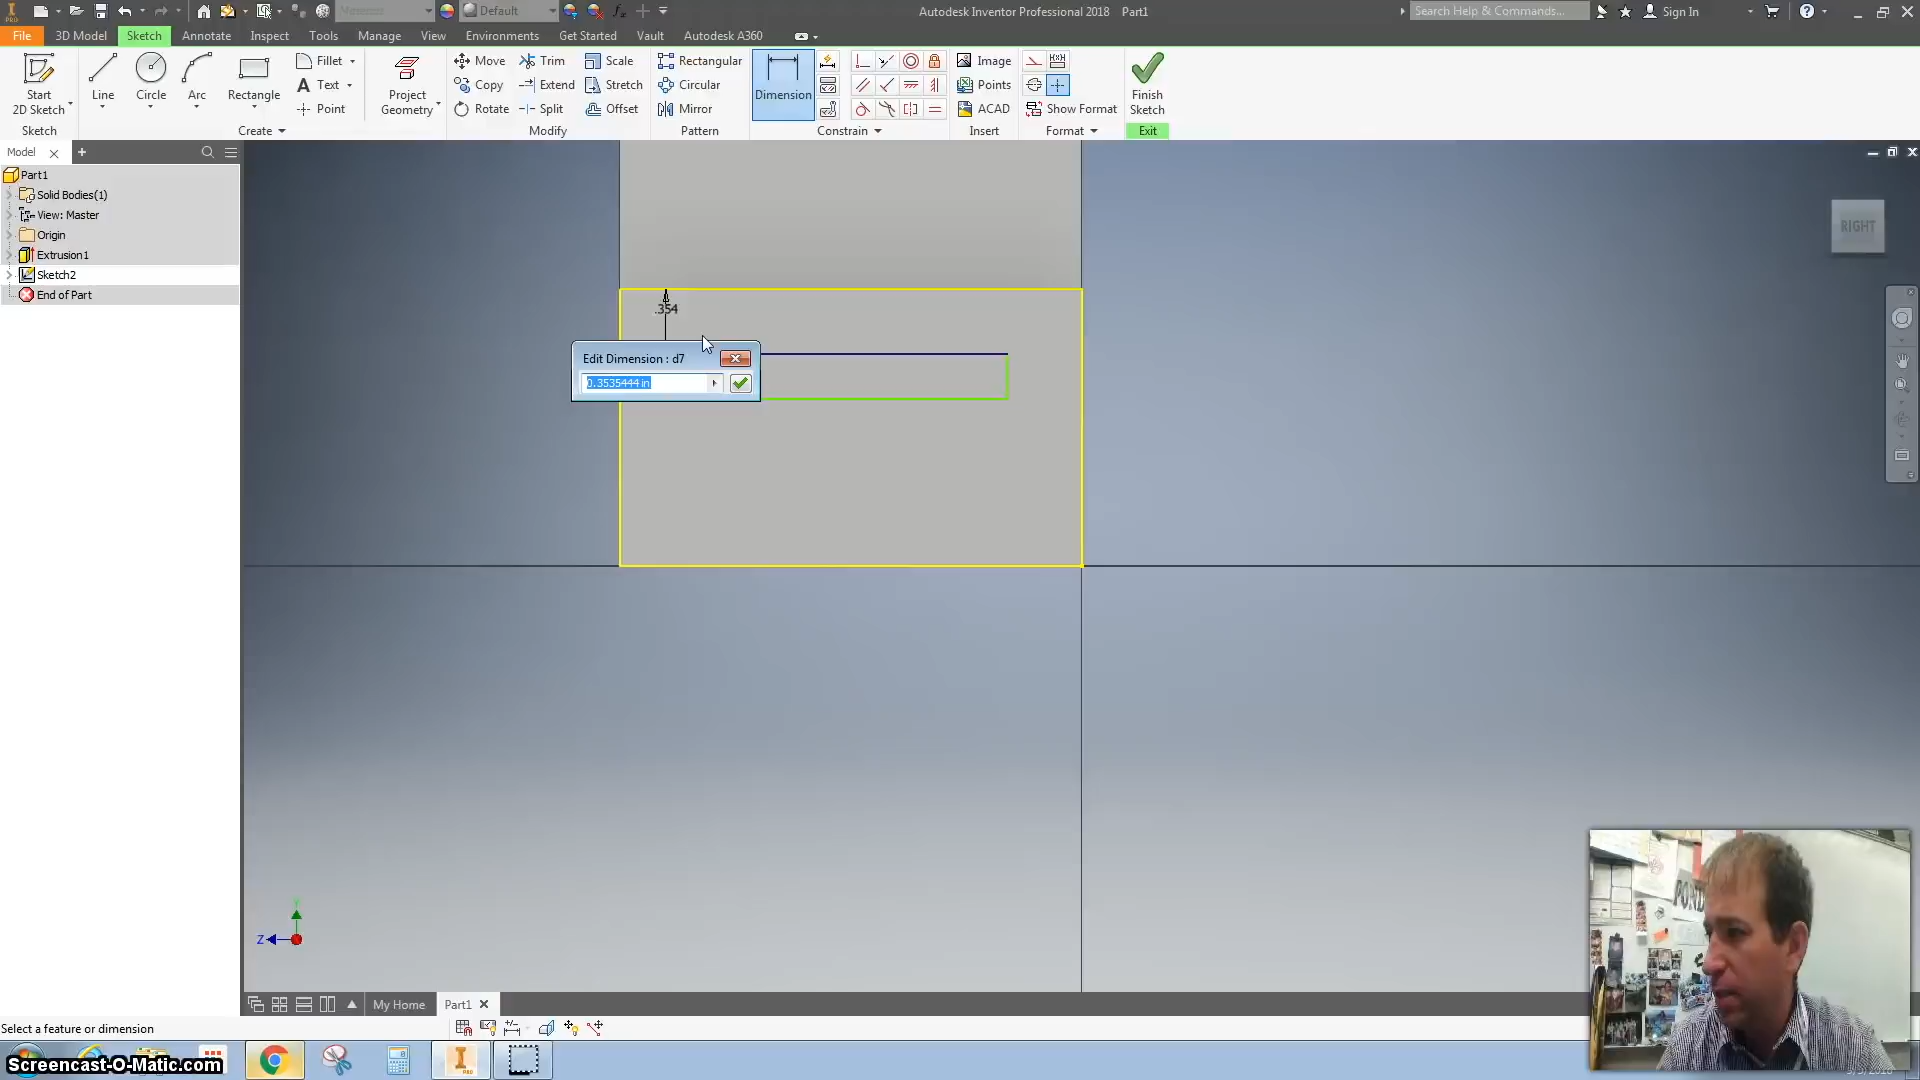 Default
Autodesk Inventor Professional 2018 Part1
Search Help & Commands...
Sign In
File 3D Model Sketch Annotate Inspect Tools Manage View Environments Get Started Vault Autodesk A360
Start
2D Sketch
Line
Circle
Arc
Rectangle
Fillet
Text
Point
Project
Geometry
Move
Copy
Rotate
Trim
Extend
Split
Scale
Stretch
Offset
Rectangular
Circular
Mirror
Dimension
Image
Points
ACAD
Show Format
Finish
Sketch
Sketch Create Modify Pattern Constrain Insert Format Exit
Model
Part1
Solid Bodies(1)
View: Master
Origin
Extrusion1
Sketch2
End of Part
RIGHT
.354
Edit Dimension : d7
0.3535444 in
Z
My Home Part1
Select a feature or dimension
Screencast-O-Matic.com